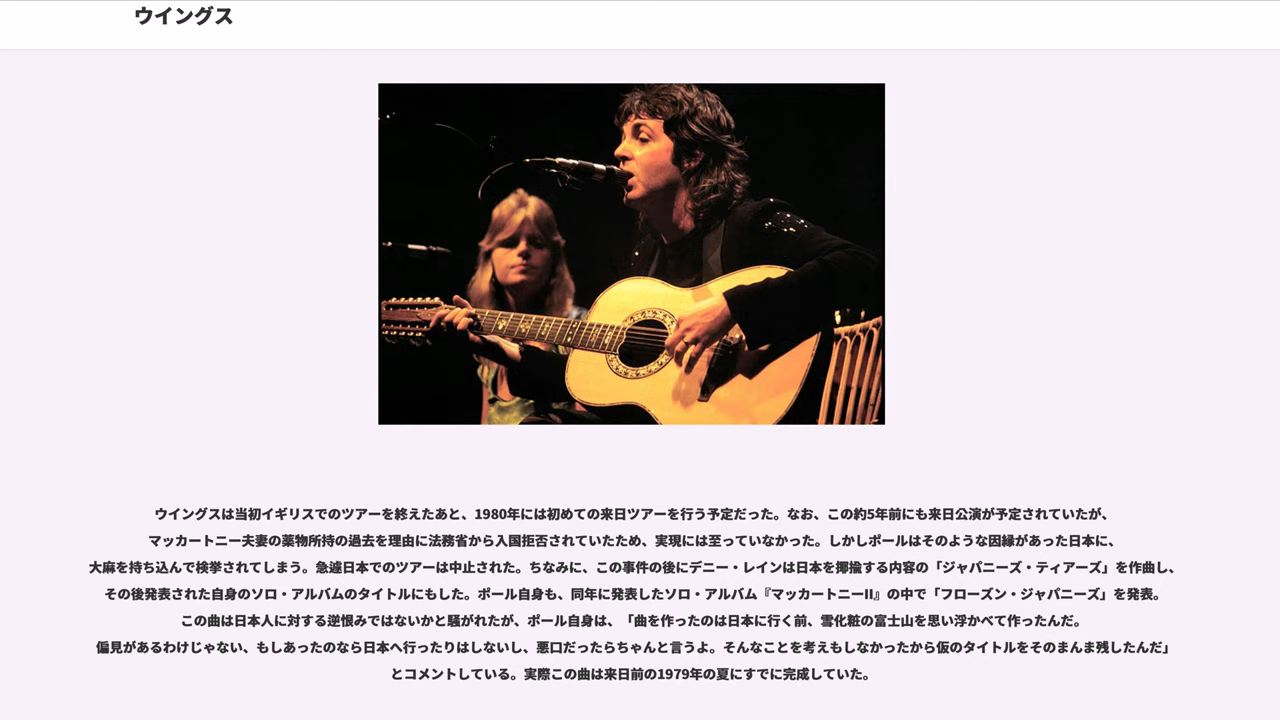 ウイングス
ウイングスは当初イギリスでのツアーを終えたあと、1980年には初めての来日ツアーを行う予定だった。なお、この約5年前にも来日公演が予定されていたが、
マッカートニー夫妻の薬物所持の過去を理由に法務省から入国拒否されていたため、実現には至っていなかった。しかしポールはそのような因縁があった日本に、
大麻を持ち込んで検挙されてしまう。急遽日本でのツアーは中止された。ちなみに、この事件の後にデニー・レインは日本を揶揄する内容の「ジャパニーズ・ティアーズ」を作曲し、
その後発表された自身のソロ・アルバムのタイトルにもした。ポール自身も、同年に発表したソロ・アルバム『マッカートニーII』の中で「フローズン・ジャパニーズ」を発表。
この曲は日本人に対する逆恨みではないかと騒がれたが、ポール自身は、「曲を作ったのは日本に行く前、雪化粧の富士山を思い浮かべて作ったんだ。
偏見があるわけじゃない、もしあったのなら日本へ行ったりはしないし、悪口だったらちゃんと言うよ。そんなことを考えもしなかったから仮のタイトルをそのまんま残したんだ」
とコメントしている。実際この曲は来日前の1979年の夏にすでに完成していた。